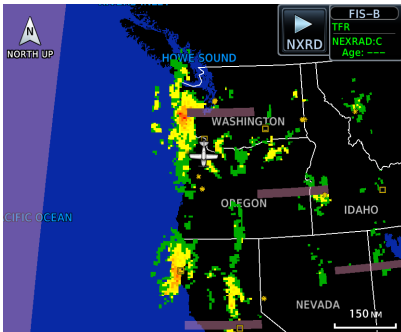 N
NORTH UP
HOWE SOUND
NXRD
FIS-B
TFR
NEXRAD:C
Age: ---
WASHINGTON
OREGON
IDAHO
CIFIC OCEAN
NEVADA
150 NM